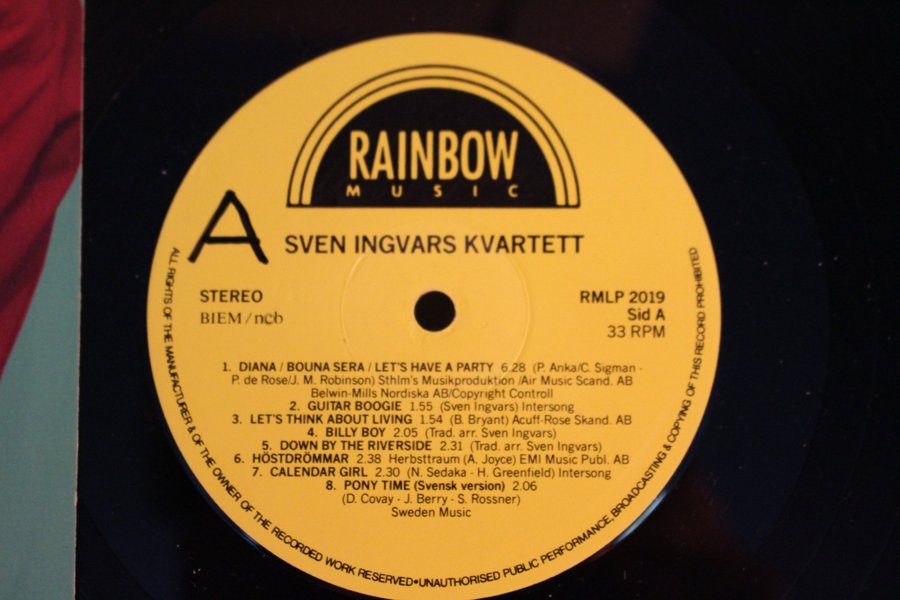 RAINBOW
MUSIC
A
SVEN INGVARS KVARTETT
STEREO
BIEM/ncb
RMLP 2019
Sid A
33 RPM
1. DIANA / BOUNA SERA / LET'S HAVE A PARTY 6.28 (P. Anka/C. Sigman -
P. de Rose/J. M. Robinson) Sthlm's Musikproduktion /Air Music Scand. AB
Belwin-Mills Nordiska AB/Copyright Controll
2. GUITAR BOOGIE 1.55 (Sven Ingvars) Intersong
3. LET'S THINK ABOUT LIVING 1.54 (B. Bryant) Acuff-Rose Skand. AB
4. BILLY BOY 2.05 (Trad. arr. Sven Ingvars)
5. DOWN BY THE RIVERSIDE 2.31 (Trad. arr. Sven Ingvars)
6. HÖSTDRÖMMAR 2.38 Herbsttraum (A. Joyce) EMI Music Publ. AB
7. CALENDAR GIRL 2.30 (N. Sedaka - H. Greenfield) Intersong
8. PONY TIME (Svensk version) 2.06
(D. Covay - J. Berry - S. Rossner)
Sweden Music
ALL RIGHTS OF THE MANUFACTURER & OF THE OWNER OF THE RECORDED WORK RESERVED•UNAUTHORISED PUBLIC PERFORMANCE, BROADCASTING & COPYING OF THIS RECORD PROHIBITED